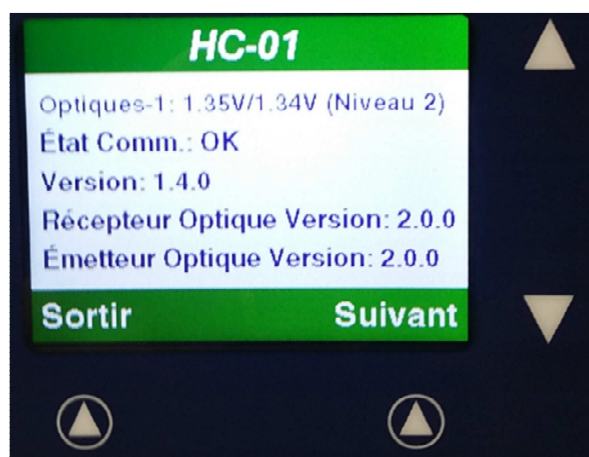 HC-01
Optiques-1: 1.35V/1.34V (Niveau 2)
État Comm.: OK
Version: 1.4.0
Récepteur Optique Version: 2.0.0
Émetteur Optique Version: 2.0.0
Sortir Suivant